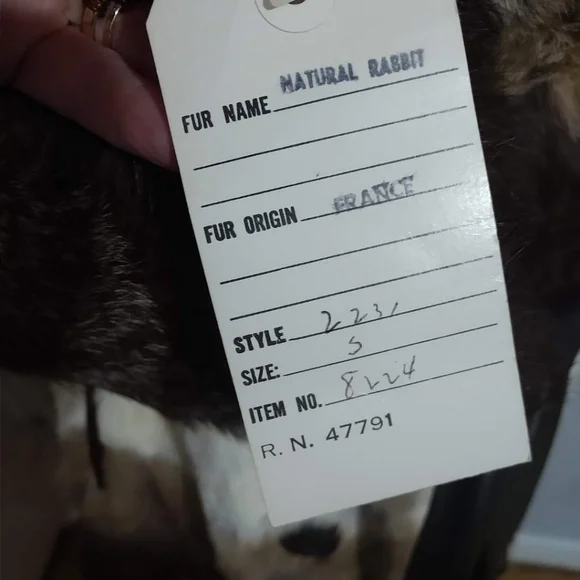 FUR NAME NATURAL RABBIT
FUR ORIGIN FRANCE
STYLE 2231
SIZE: S
ITEM NO. 8224
R. N. 47791